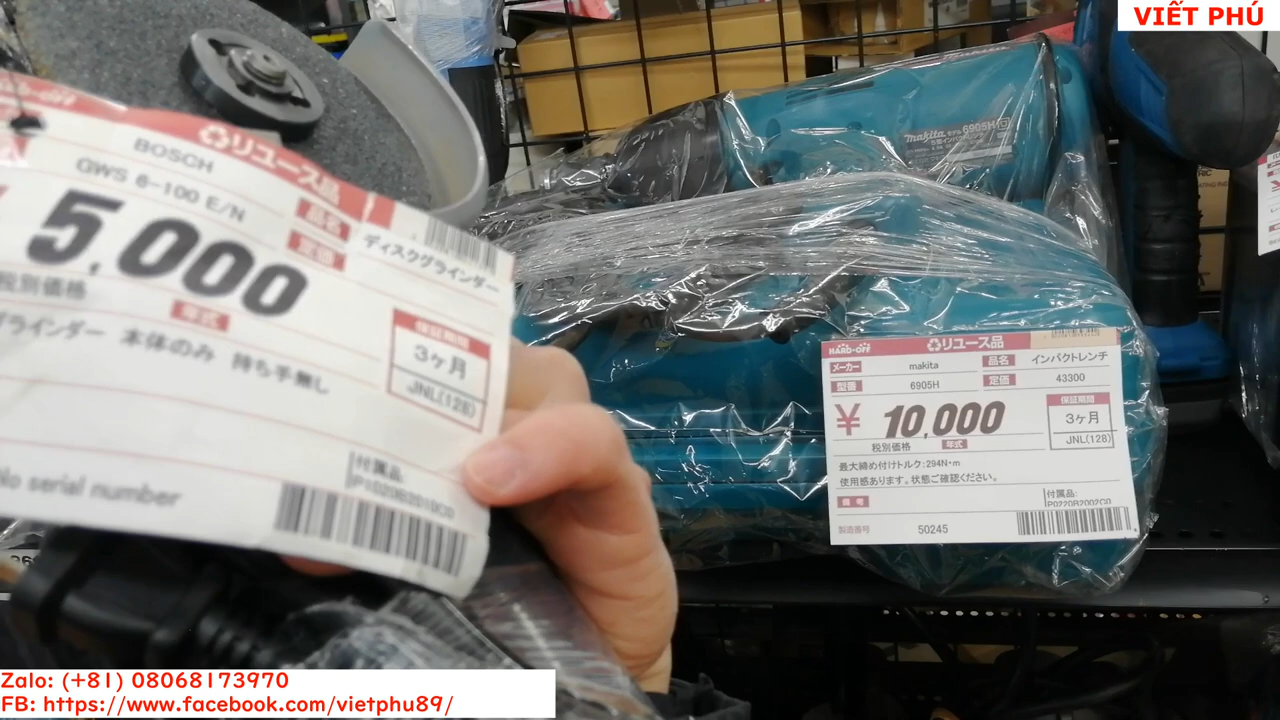 VIẾT PHÚ
リユース品
BOSCH
GWS 6-100 E/N
品名
定価
ディスクグラインダー
5,000
税別価格
年式
保証期間
3ヶ月
JNL(128)
グラインダー 本体のみ 持ち手無し
No serial number
付属品
makita モデル 6905H
HARD-OFF リユース品
メーカー makita 品名 インパクトレンチ
型番 6905H 定価 43300
¥ 10,000
保証期間
3ヶ月
JNL(128)
税別価格 年式
最大締め付けトルク:294N・m
使用感あります。状態ご確認ください。
備考
付属品:
製造番号 50245
Zalo: (+81) 08068173970
FB: https://www.facebook.com/vietphu89/